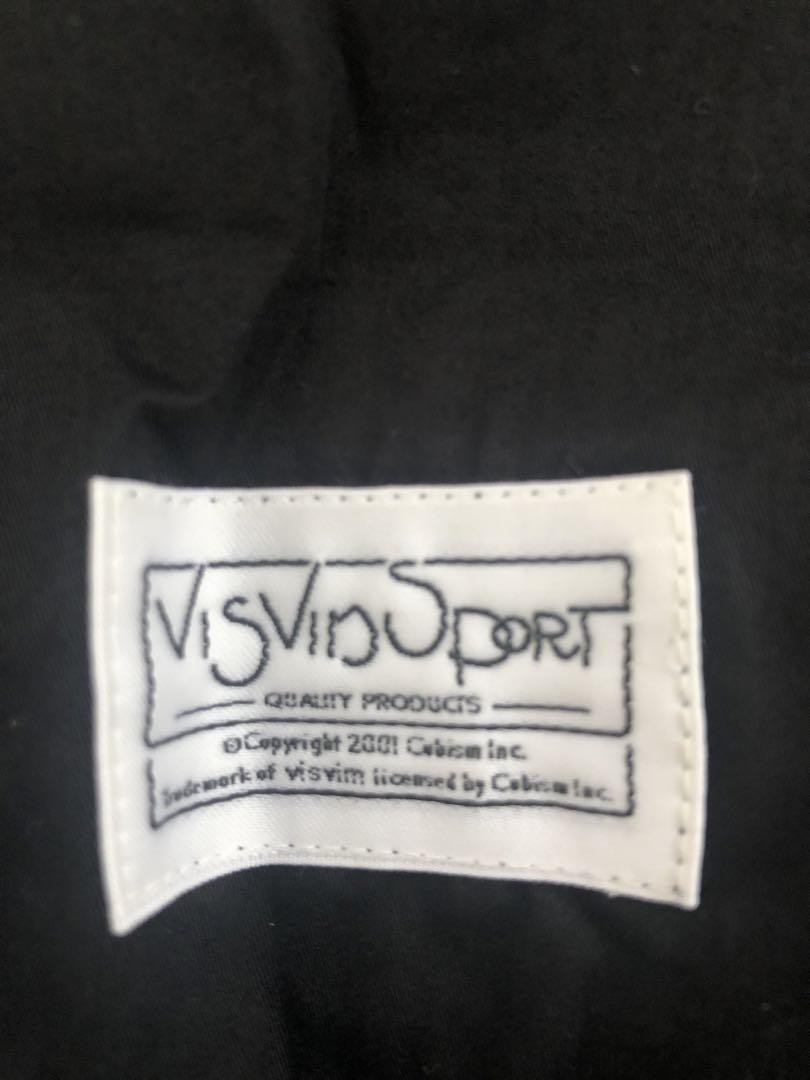 VISVIM SPORT
QUALITY PRODUCTS
©Copyright 2001 Cubism Inc.
Trademark of visvim licensed by Cubism Inc.